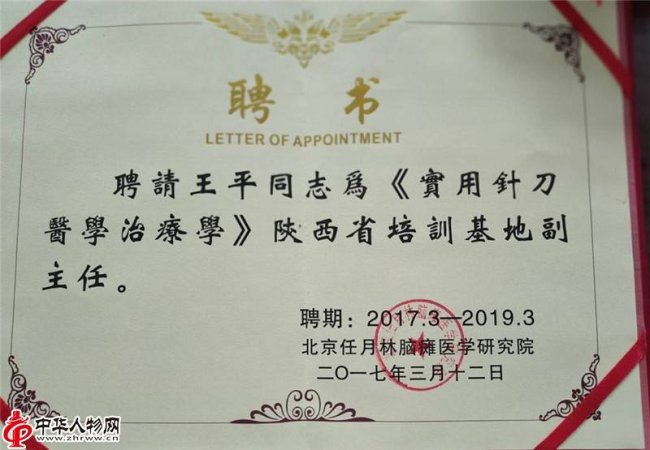 聘书
LETTER OF APPOINTMENT
聘請王平同志爲《實用針刀
醫學治療學》陝西省培訓基地副
主任。
聘期：2017.3—2019.3
北京任月林脑瘫医学研究院
二〇一七年三月十二日
中华人物网
www.zhrww.cn